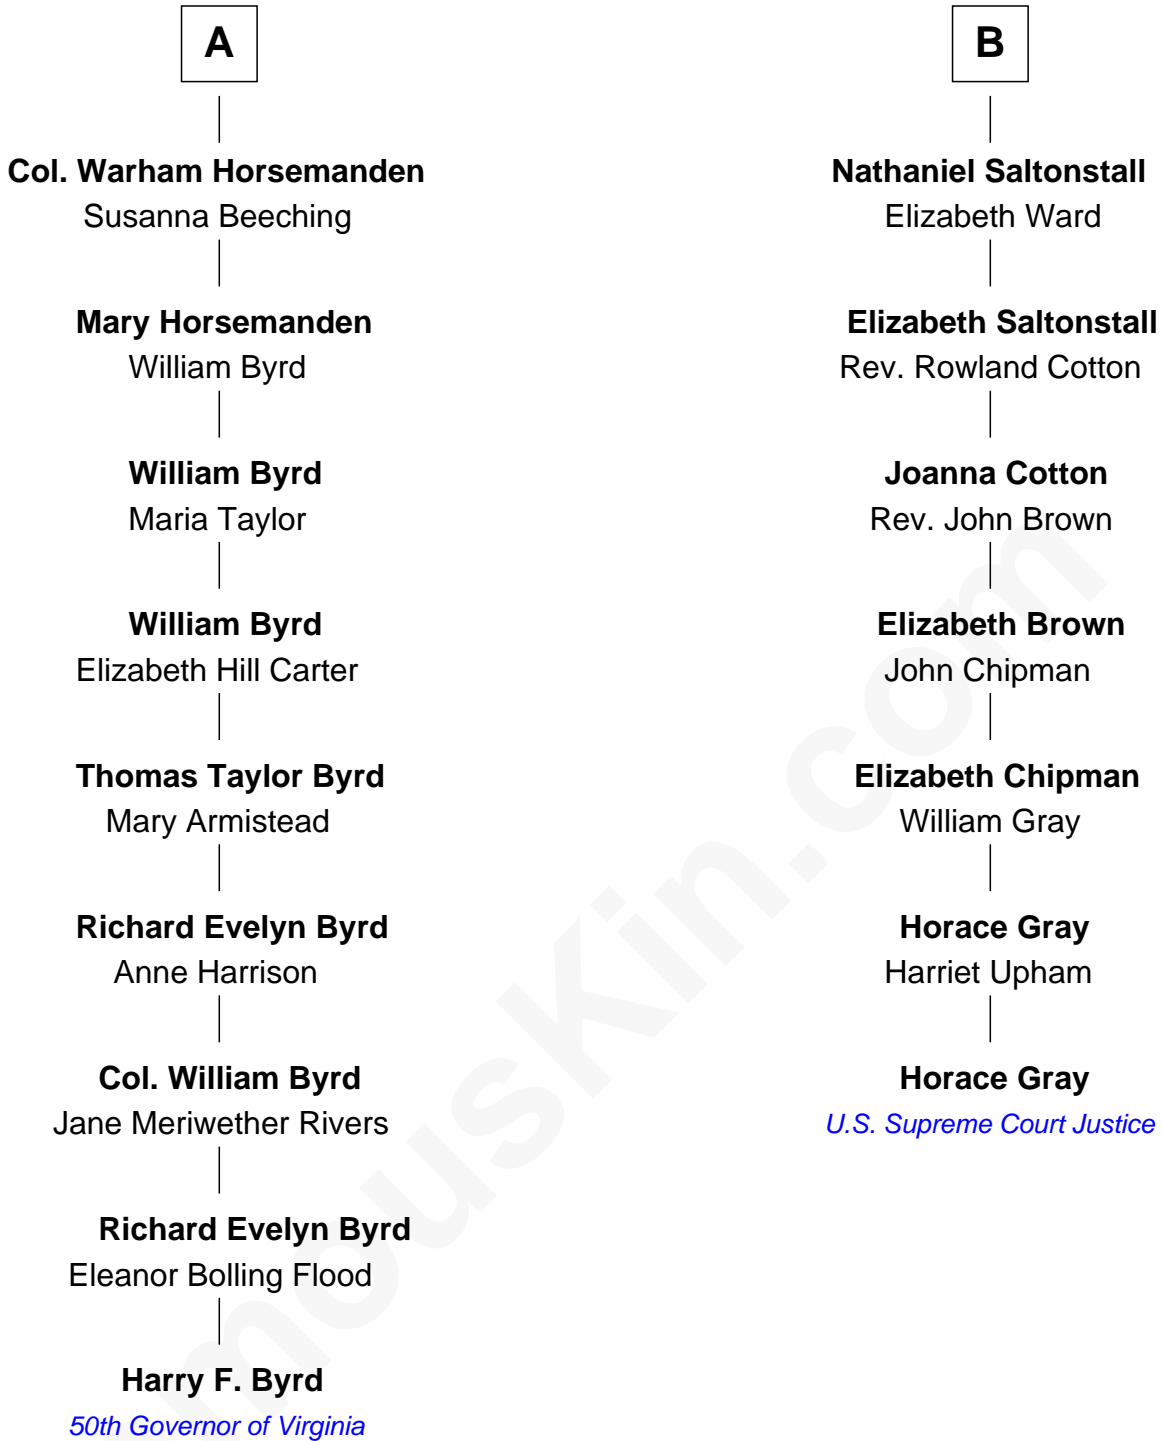 A
Col. Warham Horsemanden
Susanna Beeching
Mary Horsemanden
William Byrd
William Byrd
Maria Taylor
William Byrd
Elizabeth Hill Carter
Thomas Taylor Byrd
Mary Armistead
Richard Evelyn Byrd
Anne Harrison
Col. William Byrd
Jane Meriwether Rivers
Richard Evelyn Byrd
Eleanor Bolling Flood
Harry F. Byrd
50th Governor of Virginia
B
Nathaniel Saltonstall
Elizabeth Ward
Elizabeth Saltonstall
Rev. Rowland Cotton
Joanna Cotton
Rev. John Brown
Elizabeth Brown
John Chipman
Elizabeth Chipman
William Gray
Horace Gray
Harriet Upham
Horace Gray
U.S. Supreme Court Justice
mousKin.com